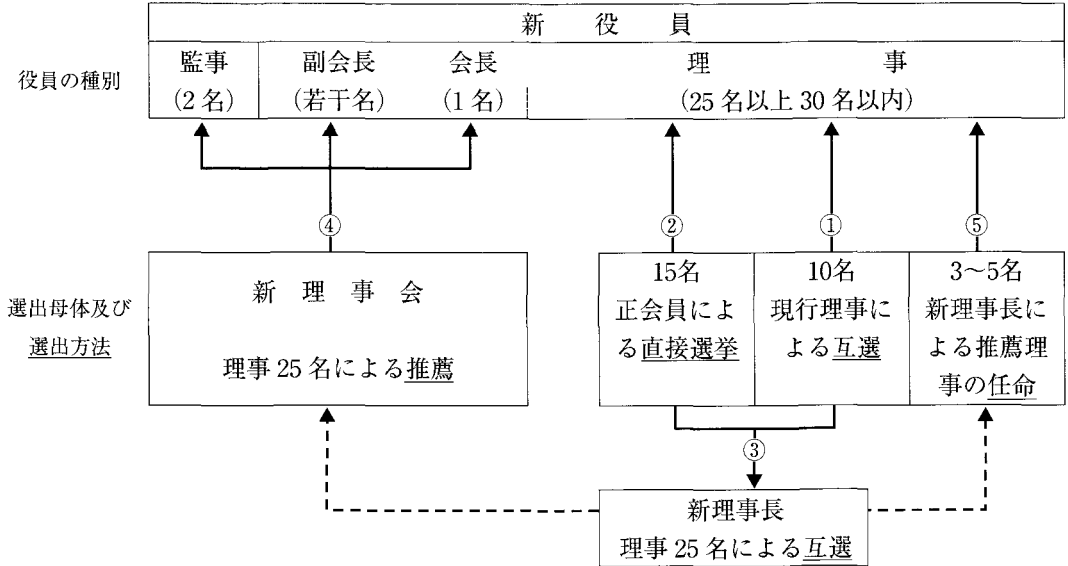 新役員
役員の種別
監事
(2名)
副会長
(若干名)
会長
(1名)
理事
(25名以上30名以内)
④
②
①
⑤
選出母体及び
選出方法
新理事会
理事25名による推薦
15名
正会員によ
る直接選挙
10名
現行理事に
よる互選
3～5名
新理事長に
よる推薦理
事の任命
③
新理事長
理事25名による互選